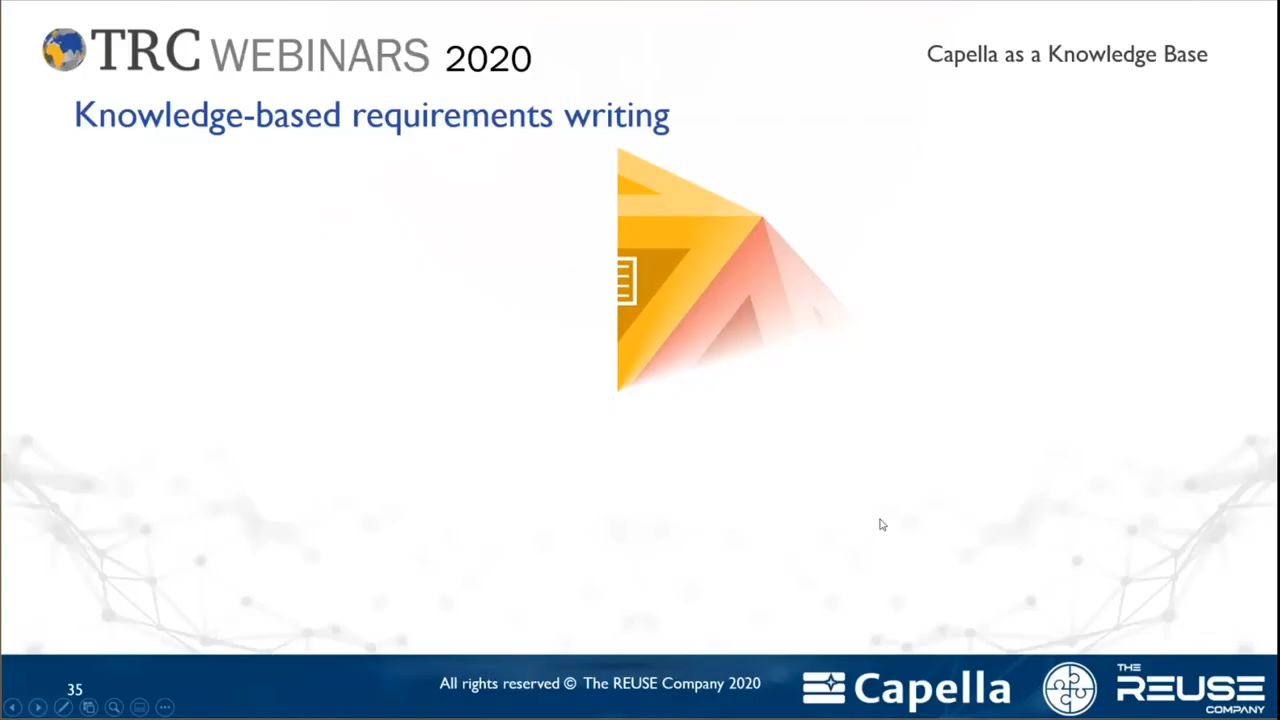 TRC WEBINARS 2020
Capella as a Knowledge Base
Knowledge-based requirements writing
35
All rights reserved © The REUSE Company 2020
Capella
THE
REUSE
COMPANY